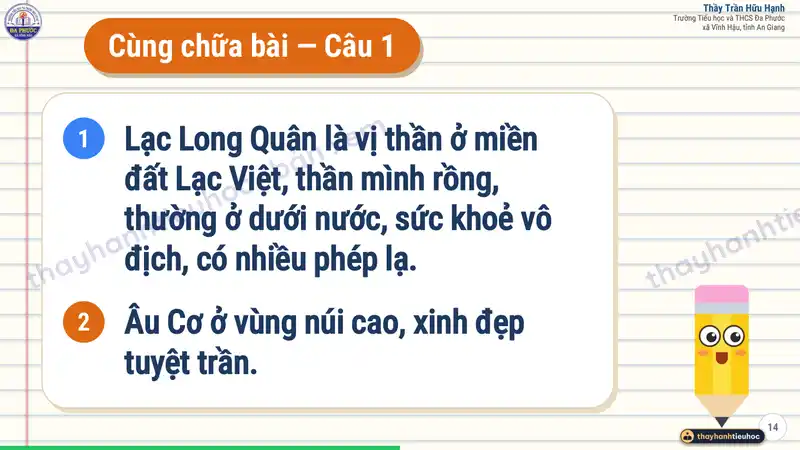 Thầy Trần Hữu Hạnh
Trường Tiểu học và THCS Đa Phước
xã Vĩnh Hậu, tỉnh An Giang
ĐA PHƯỚC
Cùng chữa bài – Câu 1
1
Lạc Long Quân là vị thần ở miền
đất Lạc Việt, thần mình rồng,
thường ở dưới nước, sức khoẻ vô
địch, có nhiều phép lạ.
2
Âu Cơ ở vùng núi cao, xinh đẹp
tuyệt trần.
14
thayhanhtieuhoc